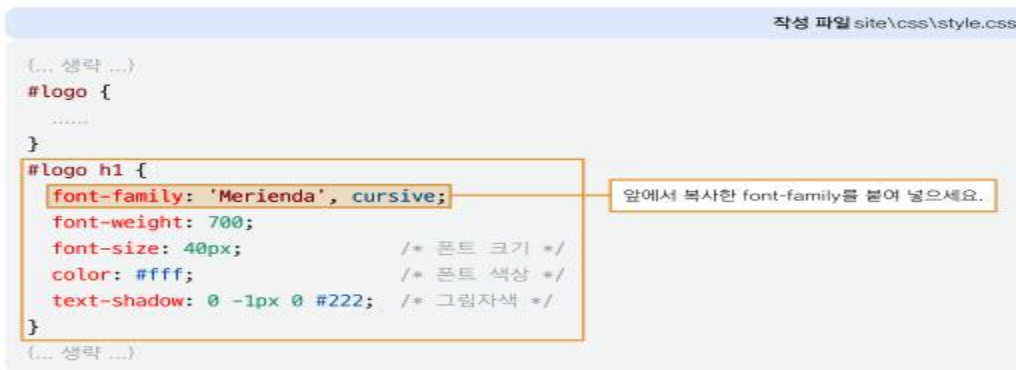 작성 파일 site\css\style.css
(... 생략 ...)
#logo {
......
}
#logo h1 {
font-family: 'Merienda', cursive;
앞에서 복사한 font-family를 붙여 넣으세요.
font-weight: 700;
font-size: 40px; /* 폰트 크기 */
color: #fff; /* 폰트 색상 */
text-shadow: 0 -1px 0 #222; /* 그림자색 */
}
(... 생략 ...)